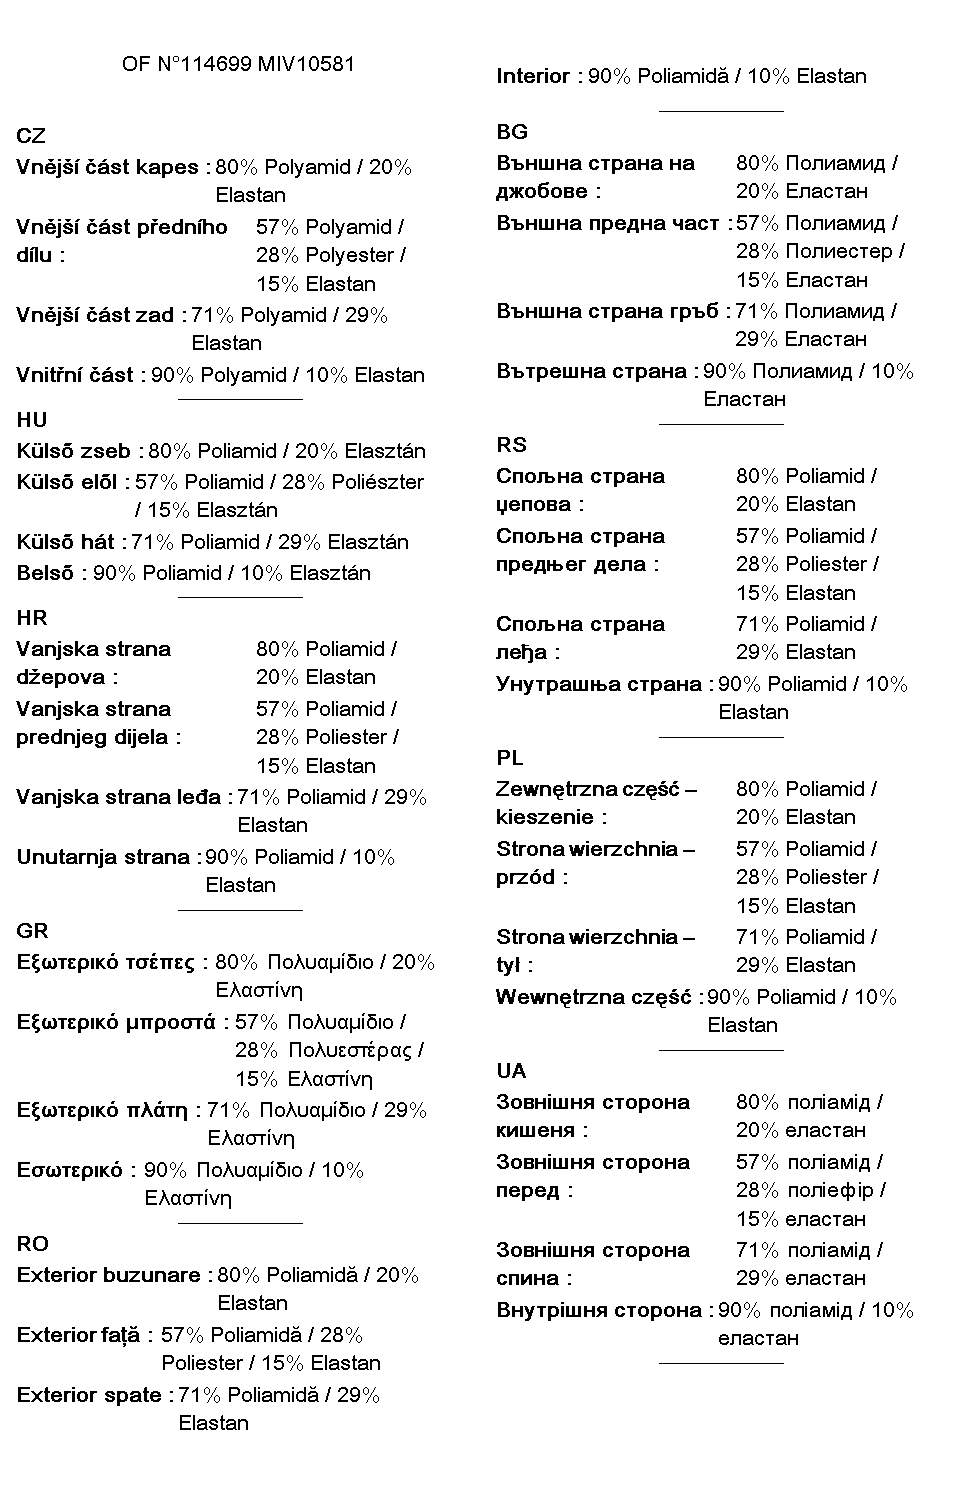 OF N°114699 MIV10581
CZ
Vnější část kapes : 80% Polyamid / 20%
Elastan
Vnější část předního 57% Polyamid /
dílu : 28% Polyester /
15% Elastan
Vnější část zad : 71% Polyamid / 29%
Elastan
Vnitřní část : 90% Polyamid / 10% Elastan
HU
Külső zseb : 80% Poliamid / 20% Elasztán
Külső elől : 57% Poliamid / 28% Poliészter
/ 15% Elasztán
Külső hát : 71% Poliamid / 29% Elasztán
Belső : 90% Poliamid / 10% Elasztán
HR
Vanjska strana 80% Poliamid /
džepova : 20% Elastan
Vanjska strana 57% Poliamid /
prednjeg dijela : 28% Poliester /
15% Elastan
Vanjska strana leđa : 71% Poliamid / 29%
Elastan
Unutarnja strana : 90% Poliamid / 10%
Elastan
GR
Εξωτερικό τσέπες : 80% Πολυαμίδιο / 20%
Ελαστίνη
Εξωτερικό μπροστά : 57% Πολυαμίδιο /
28% Πολυεστέρας /
15% Ελαστίνη
Εξωτερικό πλάτη : 71% Πολυαμίδιο / 29%
Ελαστίνη
Εσωτερικό : 90% Πολυαμίδιο / 10%
Ελαστίνη
RO
Exterior buzunare : 80% Poliamidă / 20%
Elastan
Exterior față : 57% Poliamidă / 28%
Poliester / 15% Elastan
Exterior spate : 71% Poliamidă / 29%
Elastan
Interior : 90% Poliamidă / 10% Elastan
BG
Външна страна на 80% Полиамид /
джобове : 20% Еластан
Външна предна част : 57% Полиамид /
28% Полиестер /
15% Еластан
Външна страна гръб : 71% Полиамид /
29% Еластан
Вътрешна страна : 90% Полиамид / 10%
Еластан
RS
Спољна страна 80% Poliamid /
џепова : 20% Elastan
Спољна страна 57% Poliamid /
предњег дела : 28% Poliester /
15% Elastan
Спољна страна 71% Poliamid /
леђа : 29% Elastan
Унутрашња страна : 90% Poliamid / 10%
Elastan
PL
Zewnętrzna część – 80% Poliamid /
kieszenie : 20% Elastan
Strona wierzchnia – 57% Poliamid /
przód : 28% Poliester /
15% Elastan
Strona wierzchnia – 71% Poliamid /
tył : 29% Elastan
Wewnętrzna część : 90% Poliamid / 10%
Elastan
UA
Зовнішня сторона 80% поліамід /
кишеня : 20% еластан
Зовнішня сторона 57% поліамід /
перед : 28% поліефір /
15% еластан
Зовнішня сторона 71% поліамід /
спина : 29% еластан
Внутрішня сторона : 90% поліамід / 10%
еластан